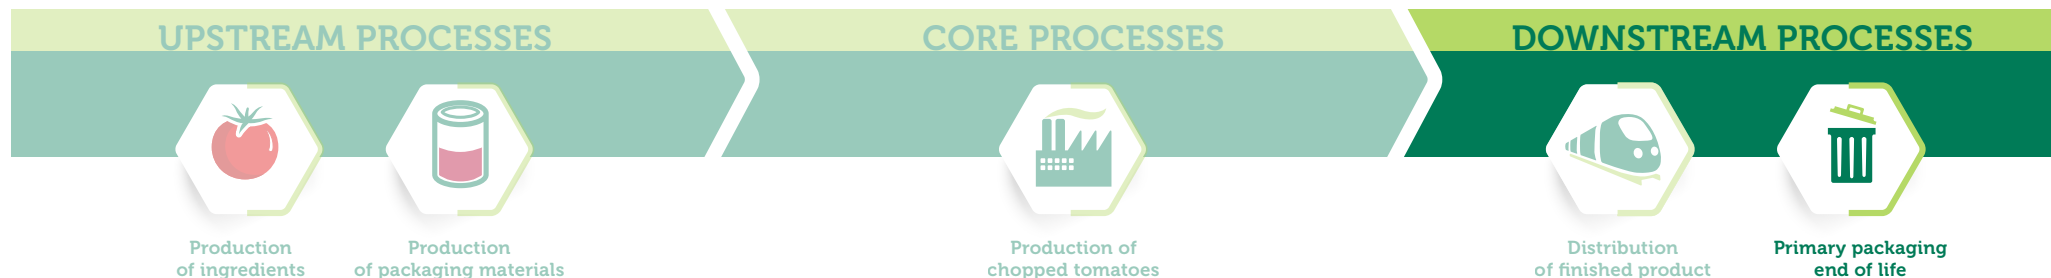 UPSTREAM PROCESSES
CORE PROCESSES
DOWNSTREAM PROCESSES
Production
of ingredients
Production
of packaging materials
Production of
chopped tomatoes
Distribution
of finished product
Primary packaging
end of life